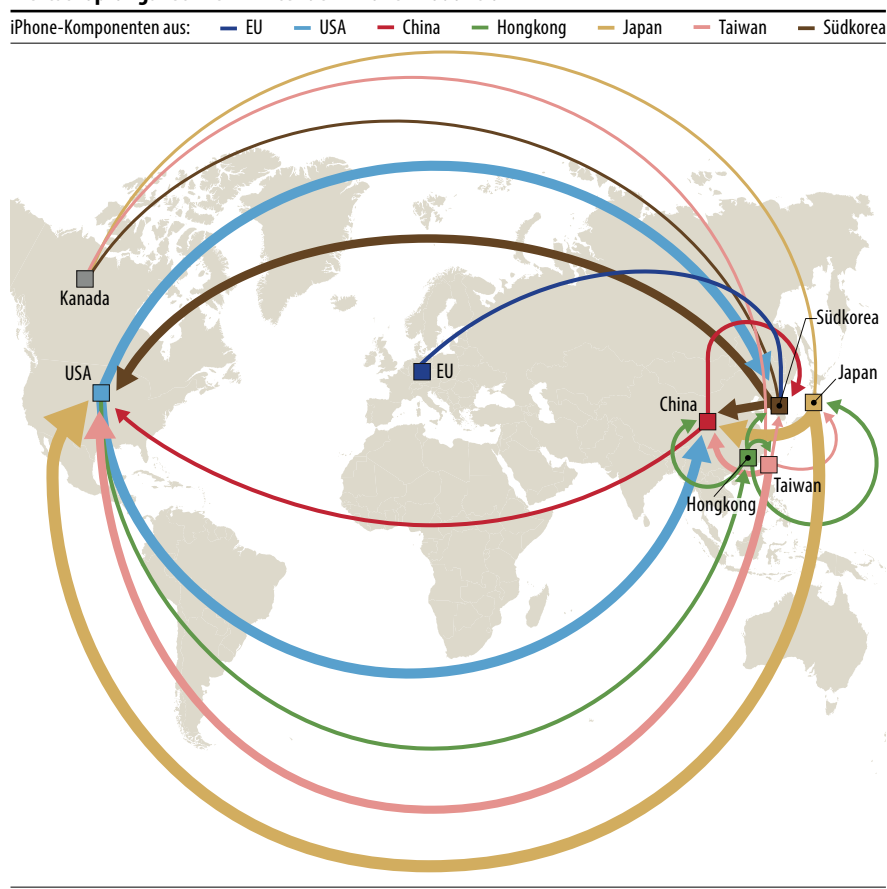 iPhone-Komponenten aus: EU USA China Hongkong Japan Taiwan Südkorea
Kanada
Südkorea
USA
EU
Japan
China
Taiwan
Hongkong